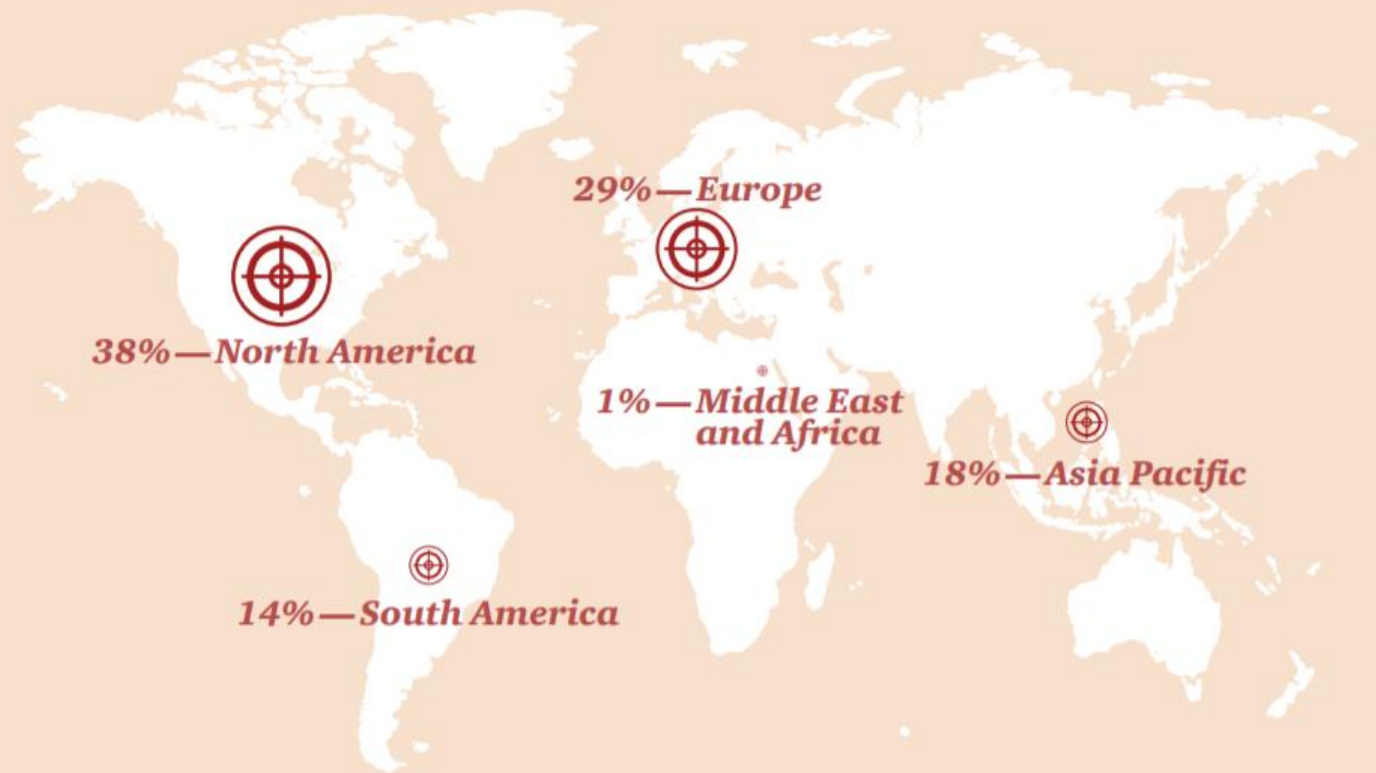 29%—Europe
38%—North America
1%—Middle East
and Africa
18%—Asia Pacific
14%—South America